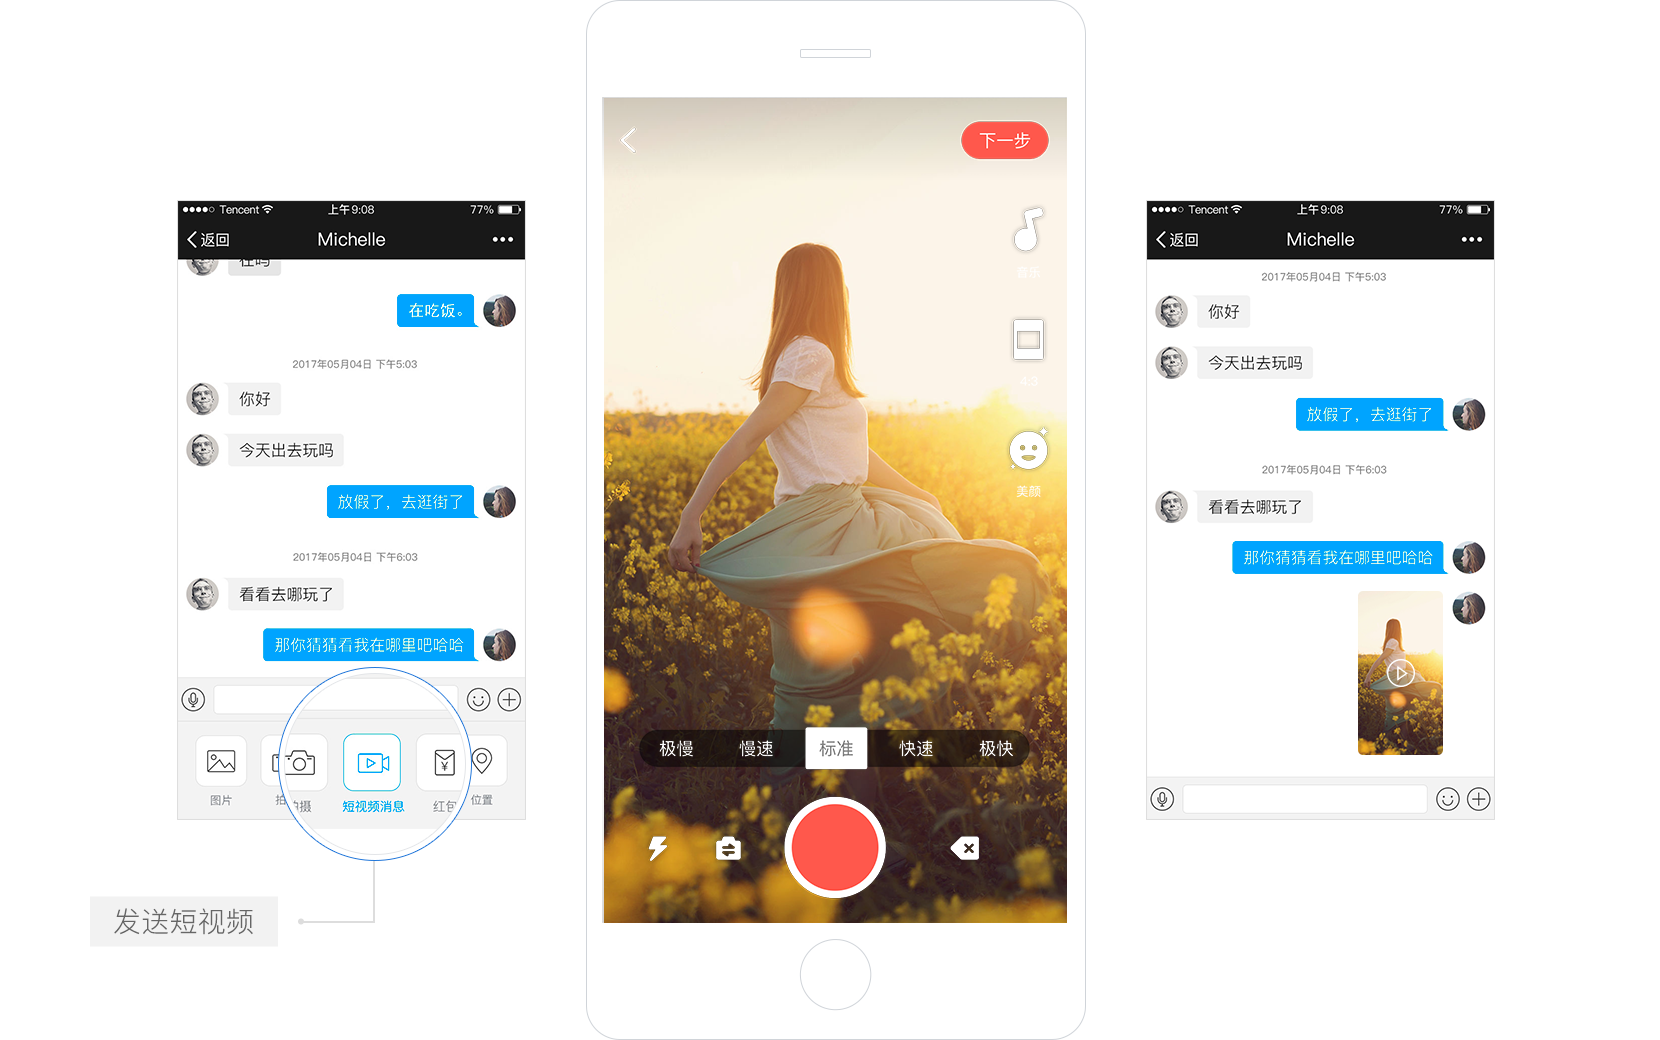 Tencent 上午9:08 77%
返回 Michelle
在吗
在吃饭。
2017年05月04日 下午5:03
你好
今天出去玩吗
放假了，去逛街了
2017年05月04日 下午6:03
看看去哪玩了
那你猜猜看我在哪里吧哈哈
图片
拍摄
短视频消息
红包
位置
发送短视频
下一步
音乐
4:3
美颜
极慢 慢速 标准 快速 极快
Tencent 上午9:08 77%
返回 Michelle
2017年05月04日 下午5:03
你好
今天出去玩吗
放假了，去逛街了
2017年05月04日 下午6:03
看看去哪玩了
那你猜猜看我在哪里吧哈哈